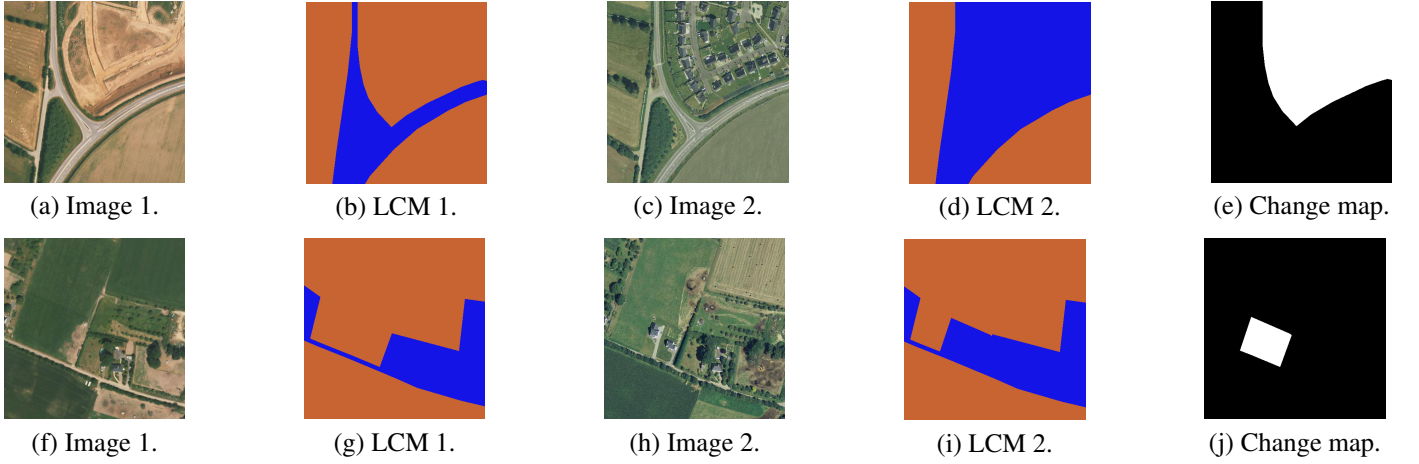 (a) Image 1. (b) LCM 1. (c) Image 2. (d) LCM 2. (e) Change map.
(f) Image 1. (g) LCM 1. (h) Image 2. (i) LCM 2. (j) Change map.